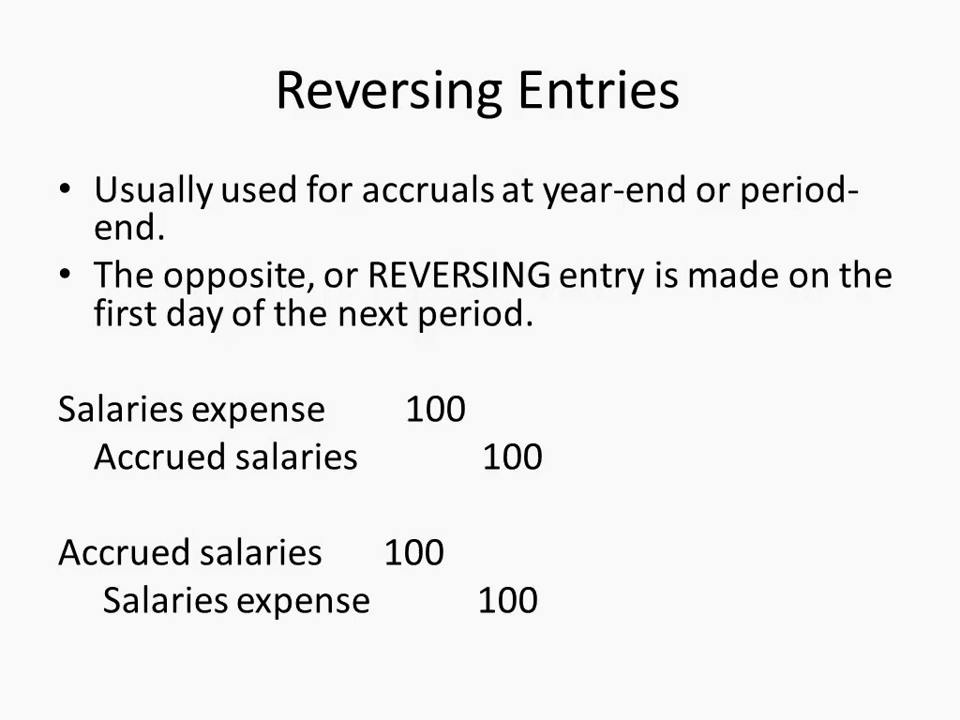 Reversing Entries
• Usually used for accruals at year-end or period-
end.
• The opposite, or REVERSING entry is made on the
first day of the next period.
Salaries expense 100
Accrued salaries 100
Accrued salaries 100
Salaries expense 100